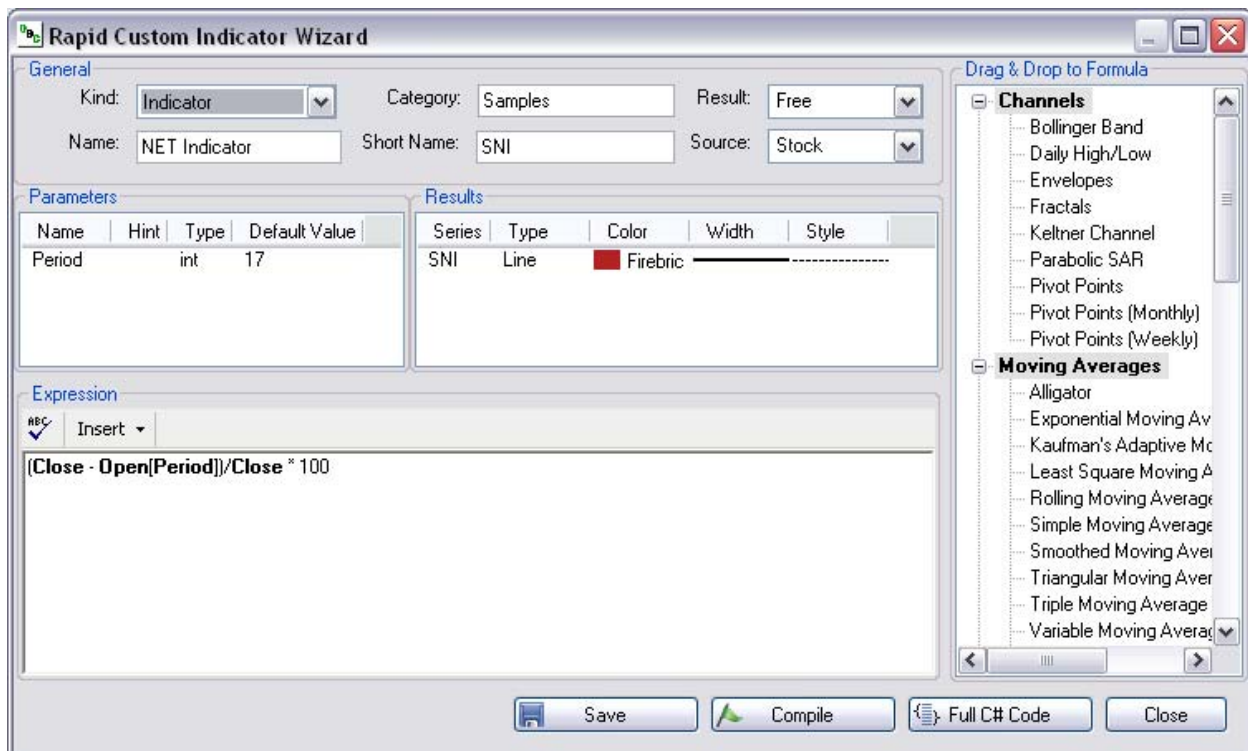 Rapid Custom Indicator Wizard
General
Kind: Indicator Category: Samples Result: Free
Name: NET Indicator Short Name: SNI Source: Stock
Parameters
Name Hint Type Default Value
Period int 17
Results
Series Type Color Width Style
SNI Line Firebric
Expression
ABC Insert
(Close - Open[Period])/Close * 100
Drag & Drop to Formula
Channels
Bollinger Band
Daily High/Low
Envelopes
Fractals
Keltner Channel
Parabolic SAR
Pivot Points
Pivot Points (Monthly)
Pivot Points (Weekly)
Moving Averages
Alligator
Exponential Moving Av
Kaufman's Adaptive Mo
Least Square Moving A
Rolling Moving Average
Simple Moving Average
Smoothed Moving Aver
Triangular Moving Aver
Triple Moving Average
Variable Moving Averag
Save Compile Full C# Code Close